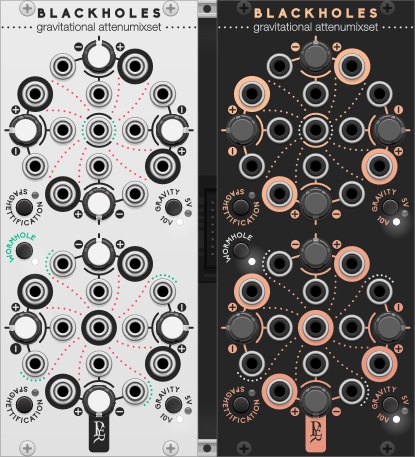 BLACKHOLES
gravitational attenumixset
SPAGHETTIFICATION
GRAVITY
5V
10V
WORMHOLE
SPAGHETTIFICATION
GRAVITY
5V
10V
BLACKHOLES
gravitational attenumixset
SPAGHETTIFICATION
GRAVITY
5V
10V
WORMHOLE
SPAGHETTIFICATION
GRAVITY
5V
10V